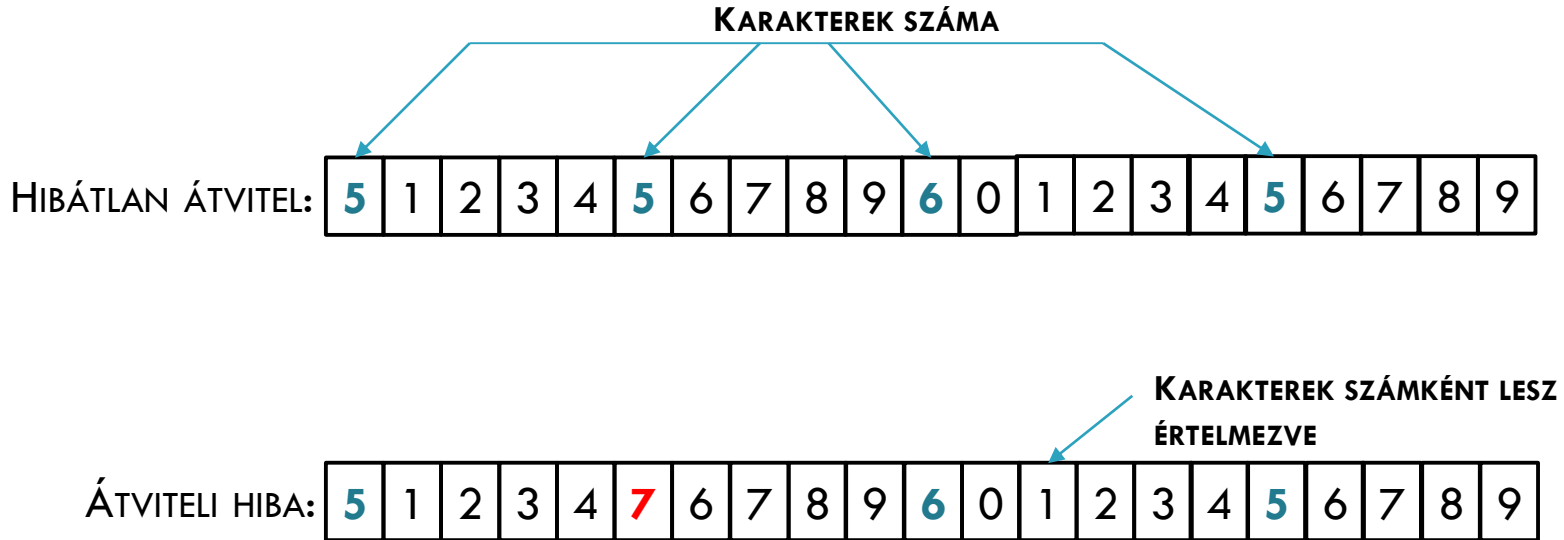 KARAKTEREK SZÁMA
HIBÁTLAN ÁTVITEL: 5 1 2 3 4 5 6 7 8 9 6 0 1 2 3 4 5 6 7 8 9
KARAKTEREK SZÁMKÉNT LESZ
ÉRTELMEZVE
ÁTVITELI HIBA: 5 1 2 3 4 7 6 7 8 9 6 0 1 2 3 4 5 6 7 8 9